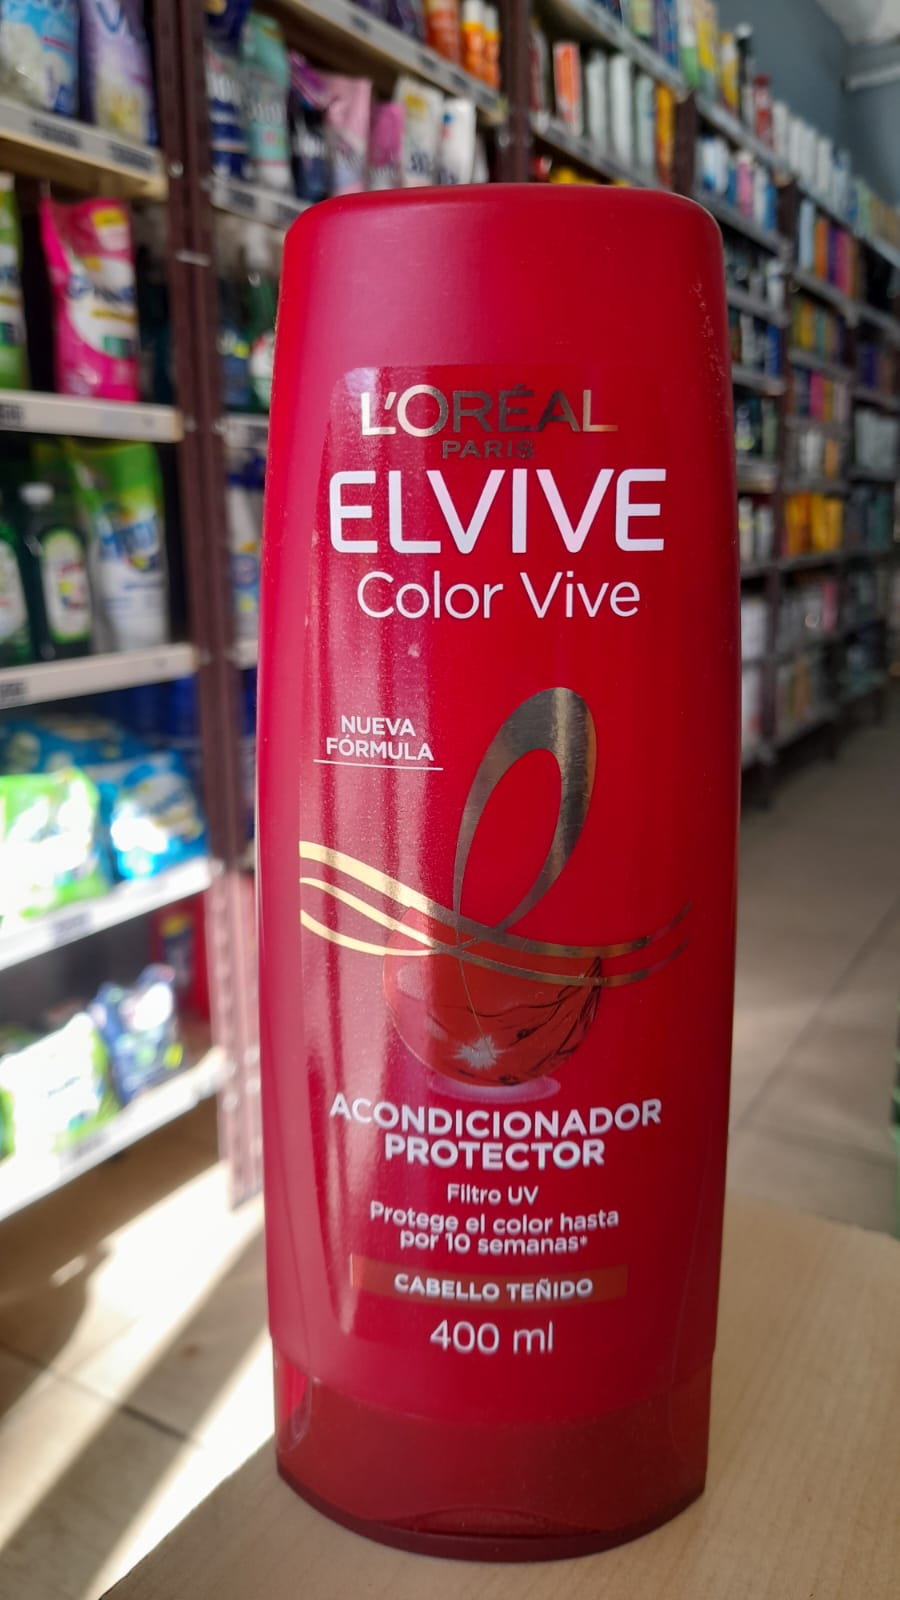 L'ORÉAL
PARIS
ELVIVE
Color Vive
NUEVA
FÓRMULA
ACONDICIONADOR
PROTECTOR
Filtro UV
Protege el color hasta
por 10 semanas*
CABELLO TEÑIDO
400 ml